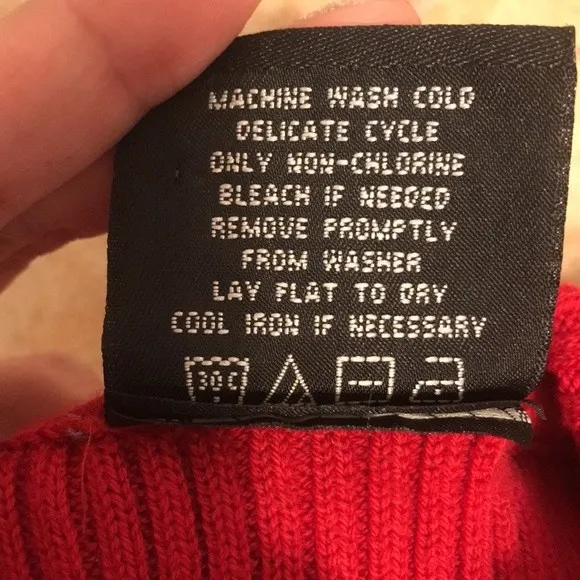 MACHINE WASH COLD
DELICATE CYCLE
ONLY NON-CHLORINE
BLEACH IF NEEDED
REMOVE PROMPTLY
FROM WASHER
LAY FLAT TO DRY
COOL IRON IF NECESSARY
30C